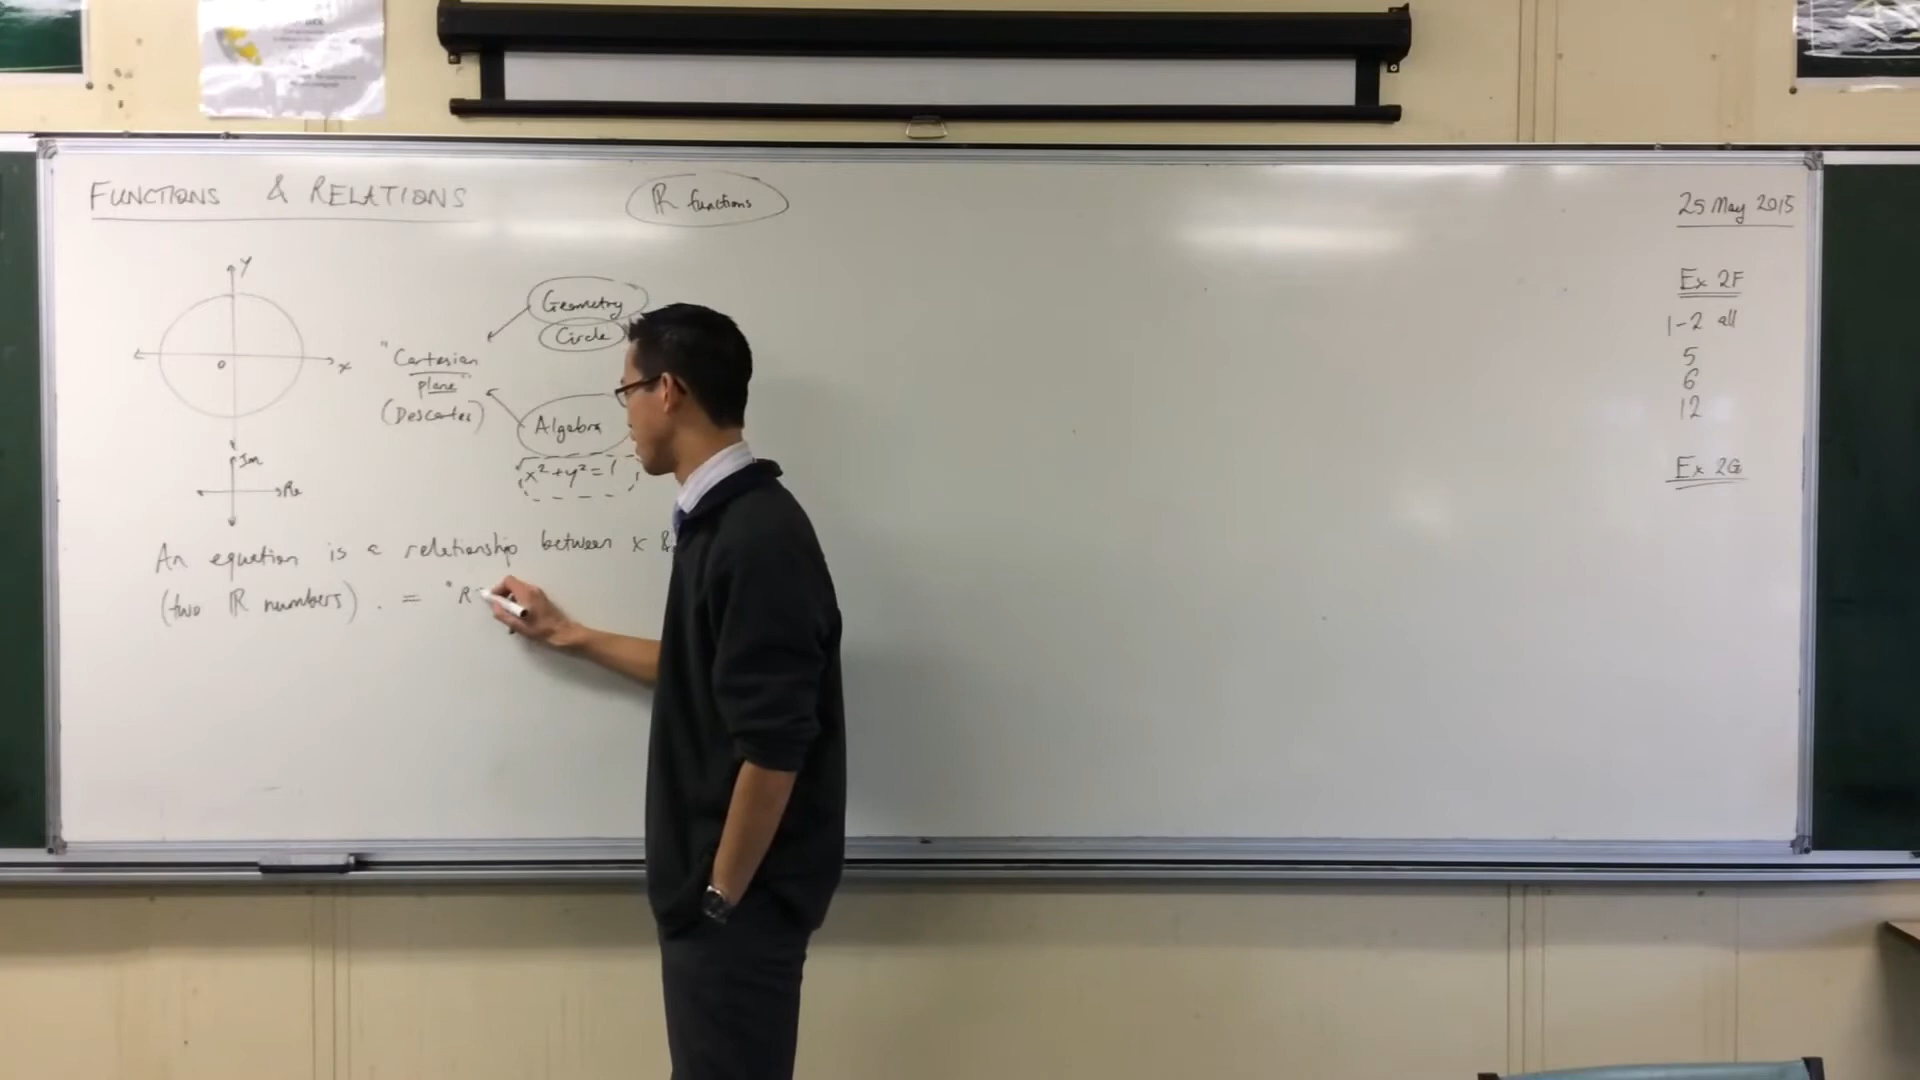 FUNCTIONS & RELATIONS
ℝ functions
25 May 2015
Y
x
0
Geometry
Circle
"Cartesian
plane"
(Descartes)
Algebra
x² + y² = 1
Im
Re
An equation is a relationship between x &
(two ℝ numbers). = "R
Ex 2F
1-2 all
5
6
12
Ex 2G